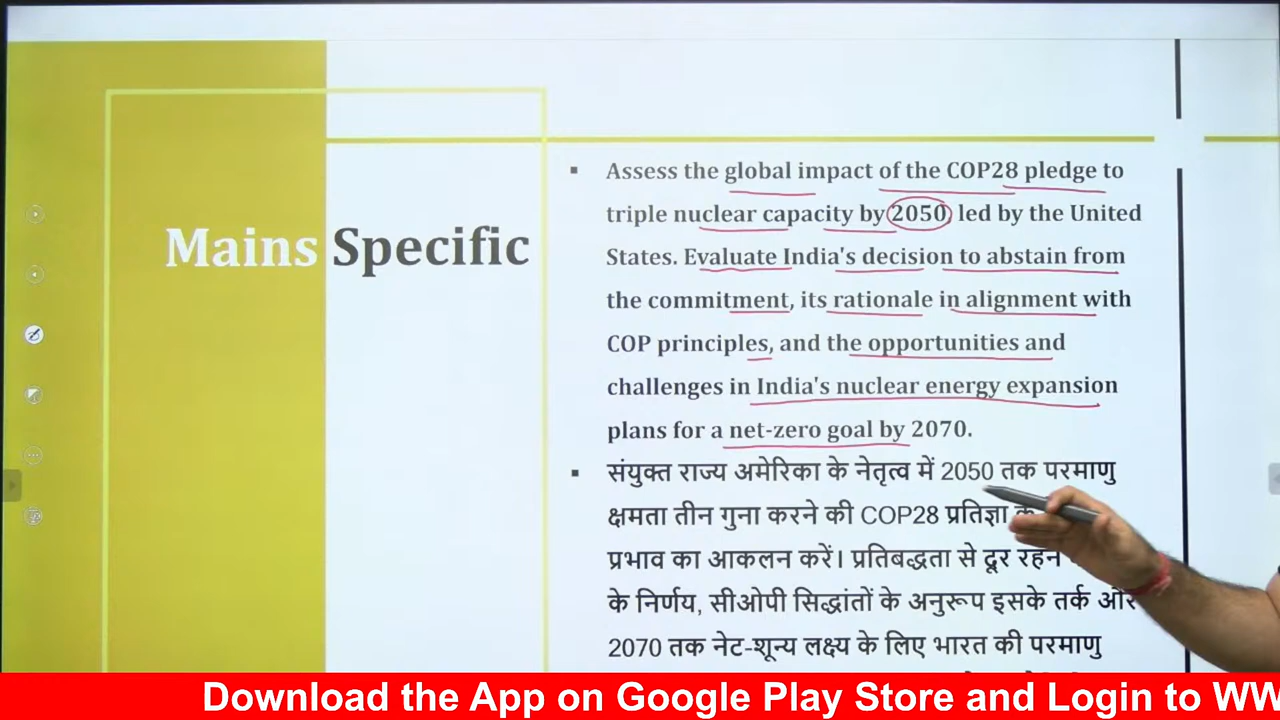 Mains Specific
Assess the global impact of the COP28 pledge to
triple nuclear capacity by 2050 led by the United
States. Evaluate India's decision to abstain from
the commitment, its rationale in alignment with
COP principles, and the opportunities and
challenges in India's nuclear energy expansion
plans for a net-zero goal by 2070.
संयुक्त राज्य अमेरिका के नेतृत्व में 2050 तक परमाणु
क्षमता तीन गुना करने की COP28 प्रतिज्ञा
प्रभाव का आकलन करें। प्रतिबद्धता से दूर रहने
के निर्णय, सीओपी सिद्धांतों के अनुरूप इसके तर्क और
2070 तक नेट-शून्य लक्ष्य के लिए भारत की परमाणु
Download the App on Google Play Store and Login to